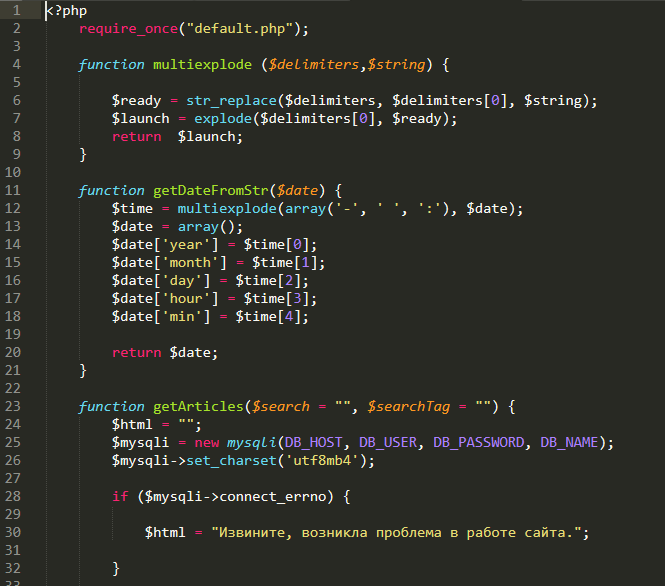 1 <?php
2 require_once("default.php");
3
4 function multiexplode ($delimiters,$string) {
5
6 $ready = str_replace($delimiters, $delimiters[0], $string);
7 $launch = explode($delimiters[0], $ready);
8 return  $launch;
9 }
10
11 function getDateFromStr($date) {
12 $time = multiexplode(array('-', ' ', ':'), $date);
13 $date = array();
14 $date['year'] = $time[0];
15 $date['month'] = $time[1];
16 $date['day'] = $time[2];
17 $date['hour'] = $time[3];
18 $date['min'] = $time[4];
19
20 return $date;
21 }
22
23 function getArticles($search = "", $searchTag = "") {
24 $html = "";
25 $mysqli = new mysqli(DB_HOST, DB_USER, DB_PASSWORD, DB_NAME);
26 $mysqli->set_charset('utf8mb4');
27
28 if ($mysqli->connect_errno) {
29
30 $html = "Извините, возникла проблема в работе сайта.";
31
32 }
33